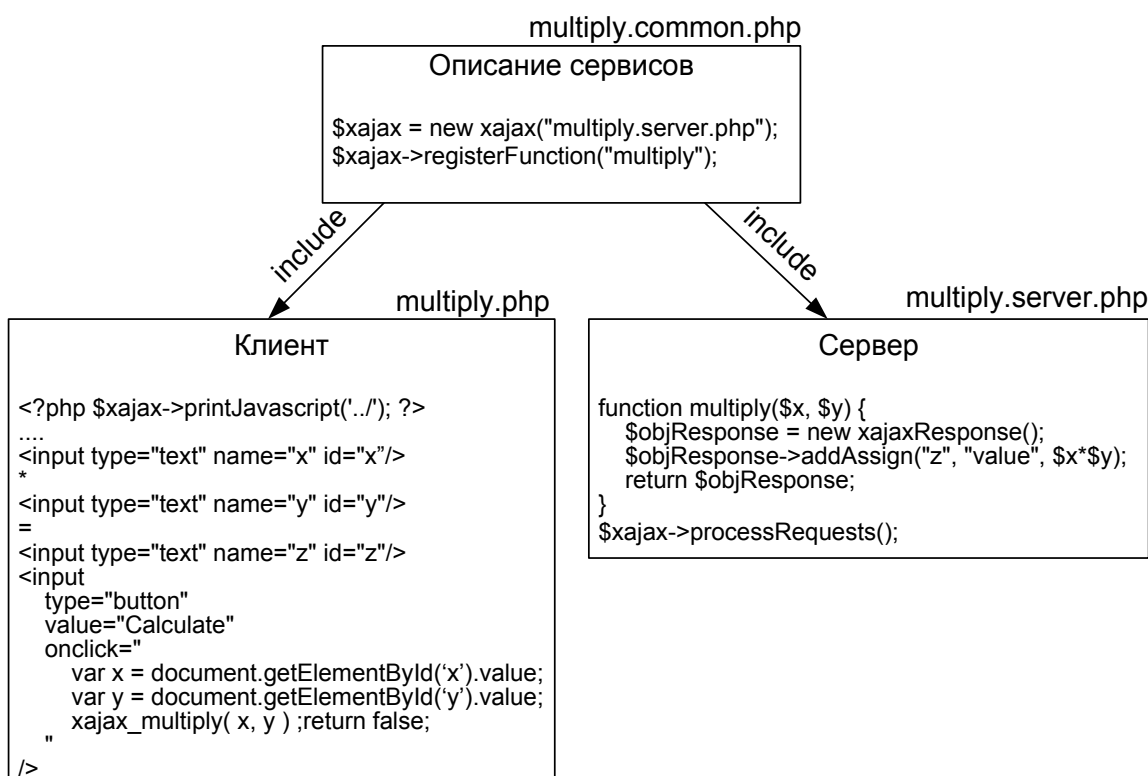 multiply.common.php
Описание сервисов
$xajax = new xajax("multiply.server.php");
$xajax->registerFunction("multiply");
include
include
multiply.php
Клиент
<?php $xajax->printJavascript('../'); ?>
....
<input type="text" name="x" id="x”/>
*
<input type="text" name="y" id="y"/>
=
<input type="text" name="z" id="z"/>
<input
type="button"
value="Calculate"
onclick="
var x = document.getElementById(‘x’).value;
var y = document.getElementById(‘y’).value;
xajax_multiply( x, y ) ;return false;
"
/>
multiply.server.php
Сервер
function multiply($x, $y) {
$objResponse = new xajaxResponse();
$objResponse->addAssign("z", "value", $x*$y);
return $objResponse;
}
$xajax->processRequests();